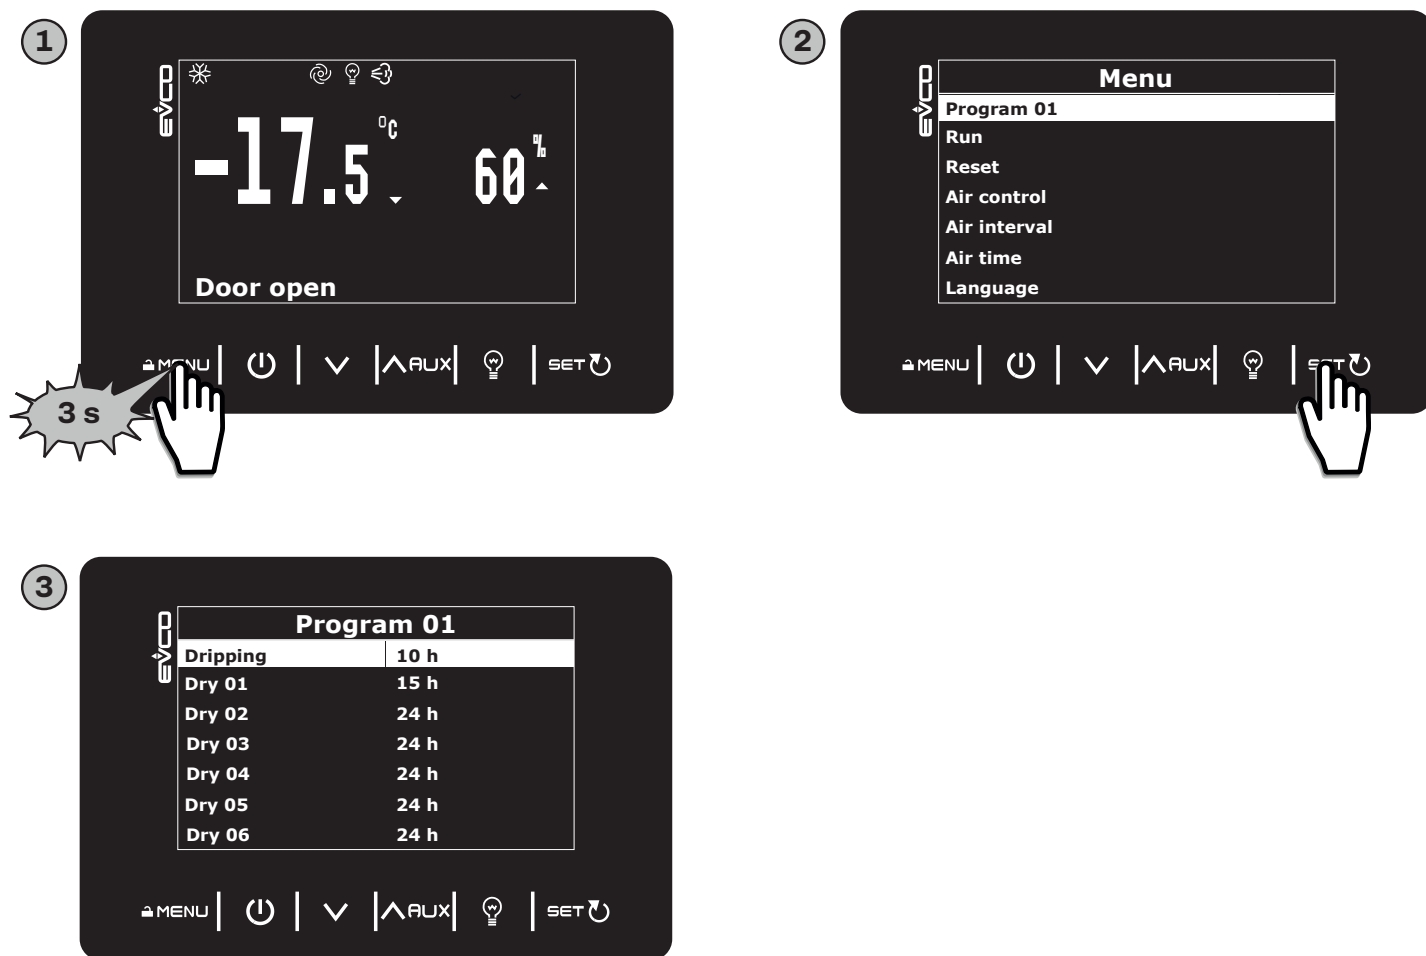 1
evco
-17.5 °C
60 %
Door open
MENU AUX SET
3 s
2
evco
Menu
Program 01
Run
Reset
Air control
Air interval
Air time
Language
MENU AUX SET
3
evco
Program 01
Dripping 10 h
Dry 01 15 h
Dry 02 24 h
Dry 03 24 h
Dry 04 24 h
Dry 05 24 h
Dry 06 24 h
MENU AUX SET